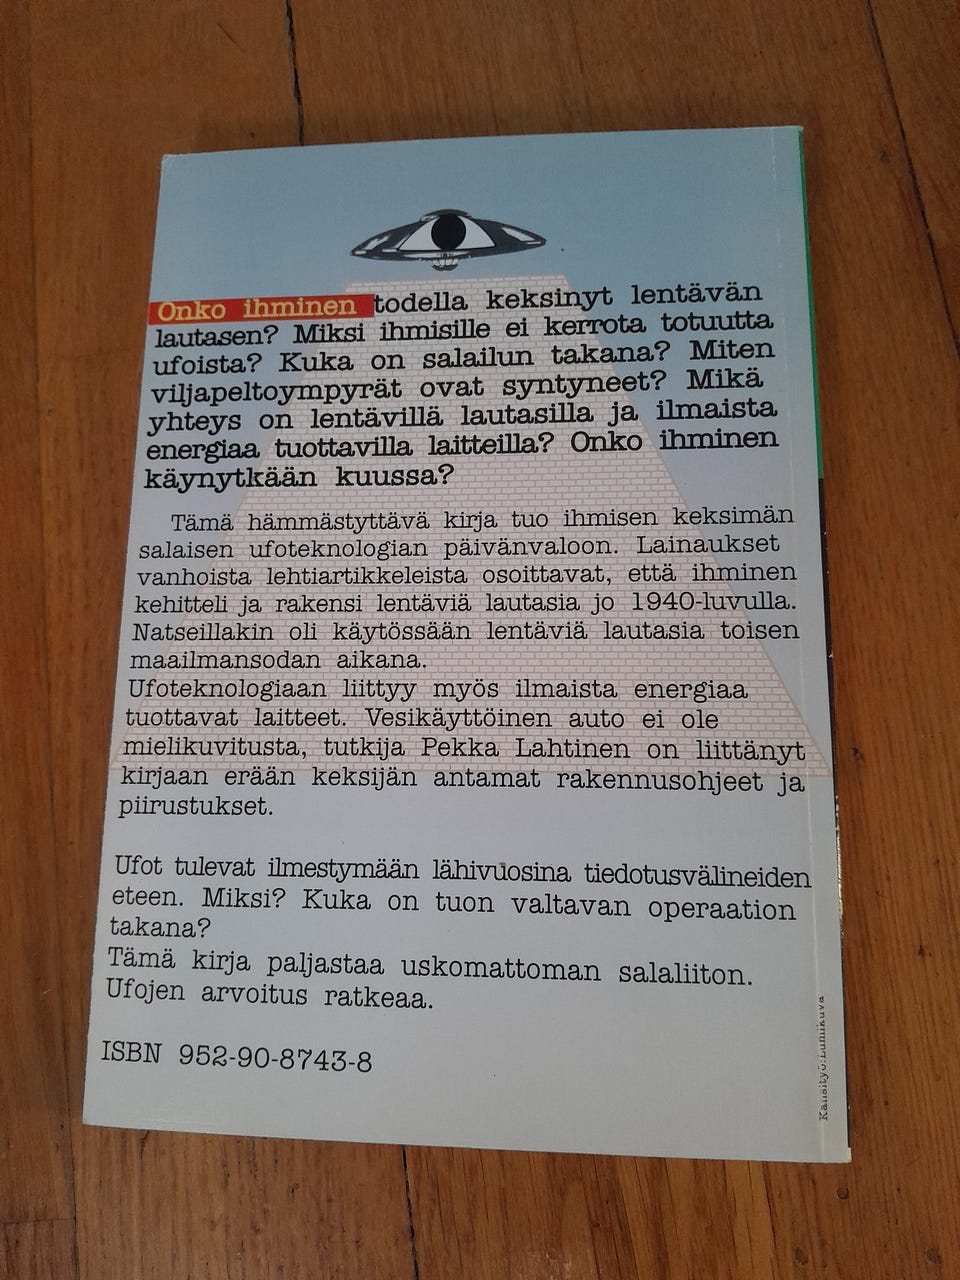 Onko ihminen todella keksinyt lentävän
lautasen? Miksi ihmisille ei kerrota totuutta
ufoista? Kuka on salailun takana? Miten
viljapeltoympyrät ovat syntyneet? Mikä
yhteys on lentävillä lautasilla ja ilmaista
energiaa tuottavilla laitteilla? Onko ihminen
käynytkään kuussa?
Tämä hämmästyttävä kirja tuo ihmisen keksimän
salaisen ufoteknologian päivänvaloon. Lainaukset
vanhoista lehtiartikkeleista osoittavat, että ihminen
kehitteli ja rakensi lentäviä lautasia jo 1940-luvulla.
Natseillakin oli käytössään lentäviä lautasia toisen
maailmansodan aikana.
Ufoteknologiaan liittyy myös ilmaista energiaa
tuottavat laitteet. Vesikäyttöinen auto ei ole
mielikuvitusta, tutkija Pekka Lahtinen on liittänyt
kirjaan erään keksijän antamat rakennusohjeet ja
piirustukset.
Ufot tulevat ilmestymään lähivuosina tiedotusvälineiden
eteen. Miksi? Kuka on tuon valtavan operaation
takana?
Tämä kirja paljastaa uskomattoman salaliiton.
Ufojen arvoitus ratkeaa.
ISBN 952-90-8743-8